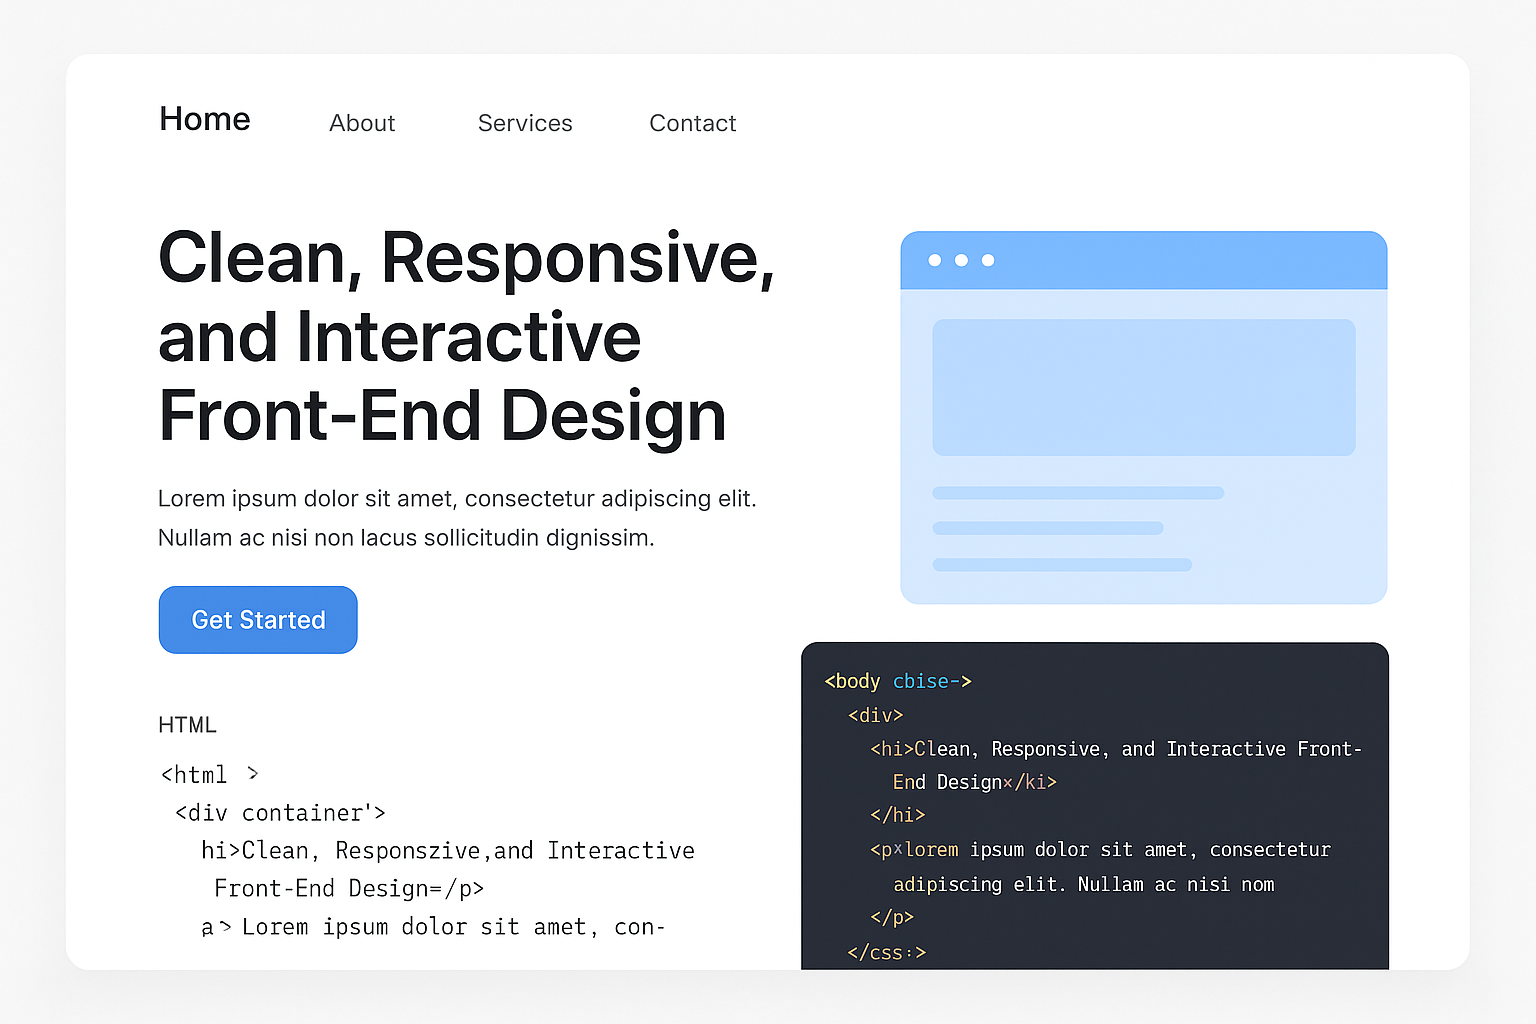 Home About Services Contact
Clean, Responsive,
and Interactive
Front-End Design
Lorem ipsum dolor sit amet, consectetur adipiscing elit.
Nullam ac nisi non lacus sollicitudin dignissim.
Get Started
HTML
<html >
<div container'>
hi>Clean, Responszive,and Interactive
Front-End Design=/p>
a > Lorem ipsum dolor sit amet, con-
<body cbise->
<div>
<hi>Clean, Responsive, and Interactive Front-
End Design×/ki>
</hi>
<p×lorem ipsum dolor sit amet, consectetur
adipiscing elit. Nullam ac nisi nom
</p>
</css:>